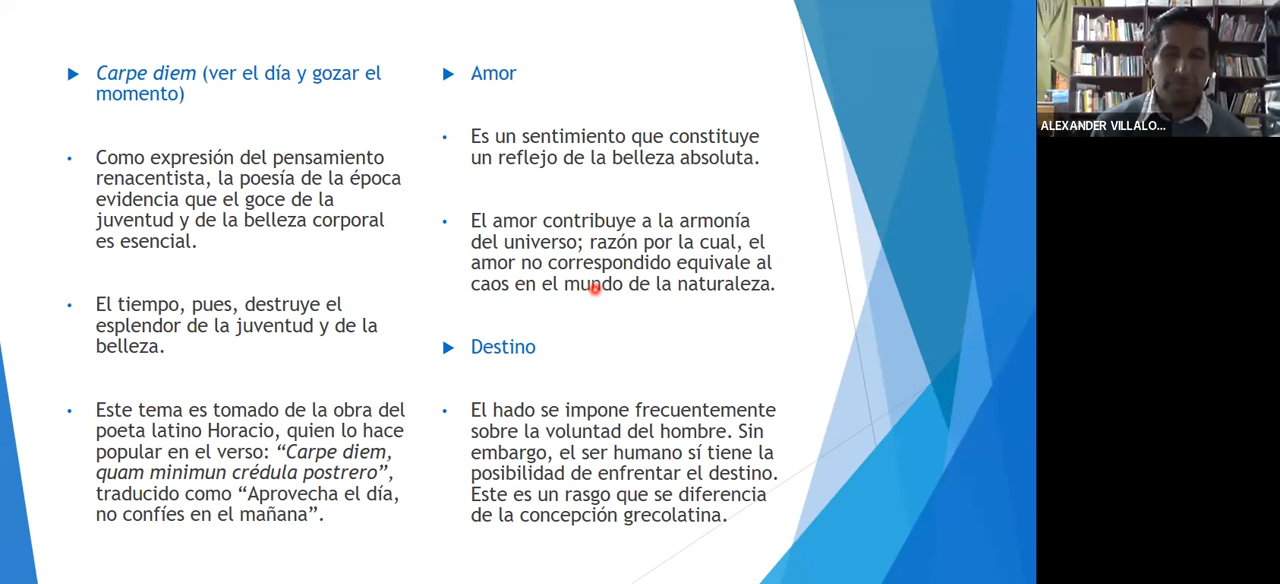 Carpe diem (ver el día y gozar el
momento)
Como expresión del pensamiento
renacentista, la poesía de la época
evidencia que el goce de la
juventud y de la belleza corporal
es esencial.
El tiempo, pues, destruye el
esplendor de la juventud y de la
belleza.
Este tema es tomado de la obra del
poeta latino Horacio, quien lo hace
popular en el verso: “Carpe diem,
quam minimun crédula postrero”,
traducido como “Aprovecha el día,
no confíes en el mañana”.
Amor
Es un sentimiento que constituye
un reflejo de la belleza absoluta.
El amor contribuye a la armonía
del universo; razón por la cual, el
amor no correspondido equivale al
caos en el mundo de la naturaleza.
Destino
El hado se impone frecuentemente
sobre la voluntad del hombre. Sin
embargo, el ser humano sí tiene la
posibilidad de enfrentar el destino.
Este es un rasgo que se diferencia
de la concepción grecolatina.
ALEXANDER VILLALO...